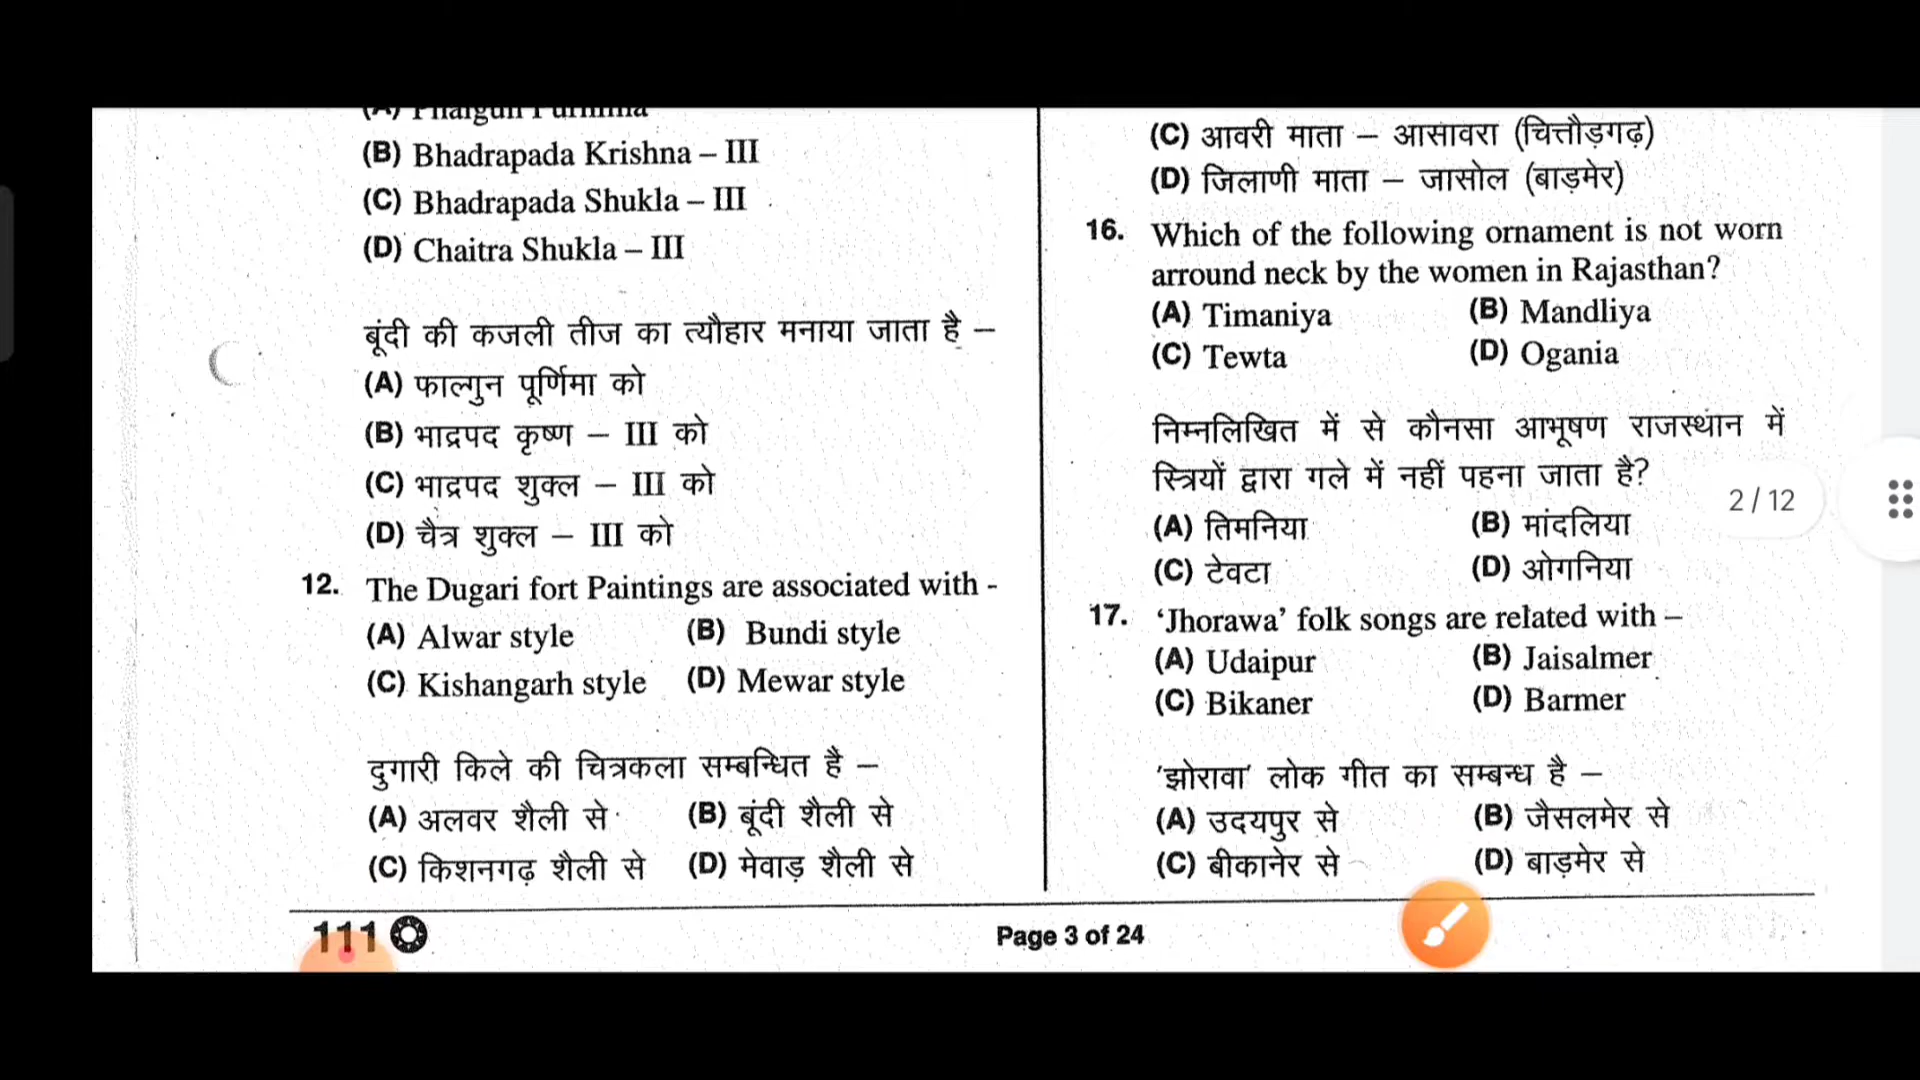 (A) Phalgun Purnima
(B) Bhadrapada Krishna – III
(C) Bhadrapada Shukla – III
(D) Chaitra Shukla – III
बूंदी की कजली तीज का त्यौहार मनाया जाता है –
(A) फाल्गुन पूर्णिमा को
(B) भाद्रपद कृष्ण – III को
(C) भाद्रपद शुक्ल – III को
(D) चैत्र शुक्ल – III को
12. The Dugari fort Paintings are associated with -
(A) Alwar style (B) Bundi style
(C) Kishangarh style (D) Mewar style
दुगारी किले की चित्रकला सम्बन्धित है –
(A) अलवर शैली से (B) बूंदी शैली से
(C) किशनगढ़ शैली से (D) मेवाड़ शैली से
(C) आवरी माता – आसावरा (चित्तौड़गढ़)
(D) जिलाणी माता – जासोल (बाड़मेर)
16. Which of the following ornament is not worn
arround neck by the women in Rajasthan?
(A) Timaniya (B) Mandliya
(C) Tewta (D) Ogania
निम्नलिखित में से कौनसा आभूषण राजस्थान में
स्त्रियों द्वारा गले में नहीं पहना जाता है?
(A) तिमनिया (B) मांदलिया
(C) टेवटा (D) ओगनिया
17. ‘Jhorawa’ folk songs are related with –
(A) Udaipur (B) Jaisalmer
(C) Bikaner (D) Barmer
'झोरावा' लोक गीत का सम्बन्ध है –
(A) उदयपुर से (B) जैसलमेर से
(C) बीकानेर से (D) बाड़मेर से
2 / 12
111
Page 3 of 24